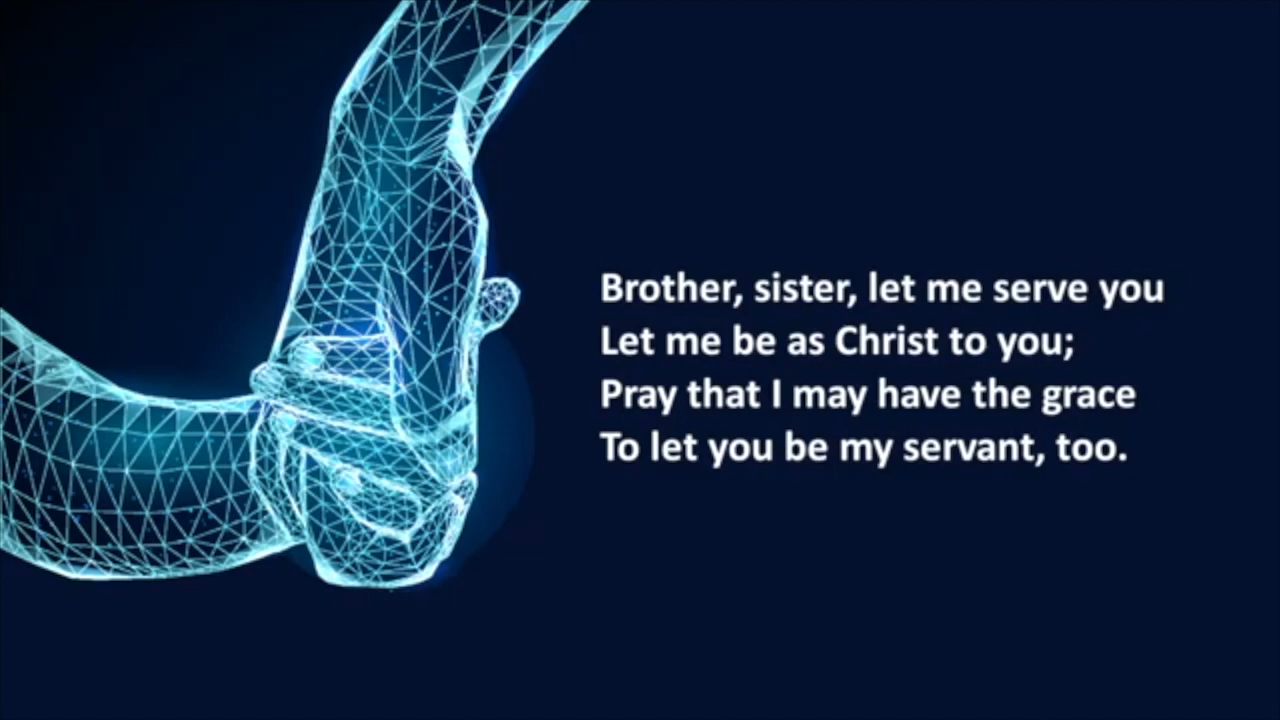 Brother, sister, let me serve you
Let me be as Christ to you;
Pray that I may have the grace
To let you be my servant, too.